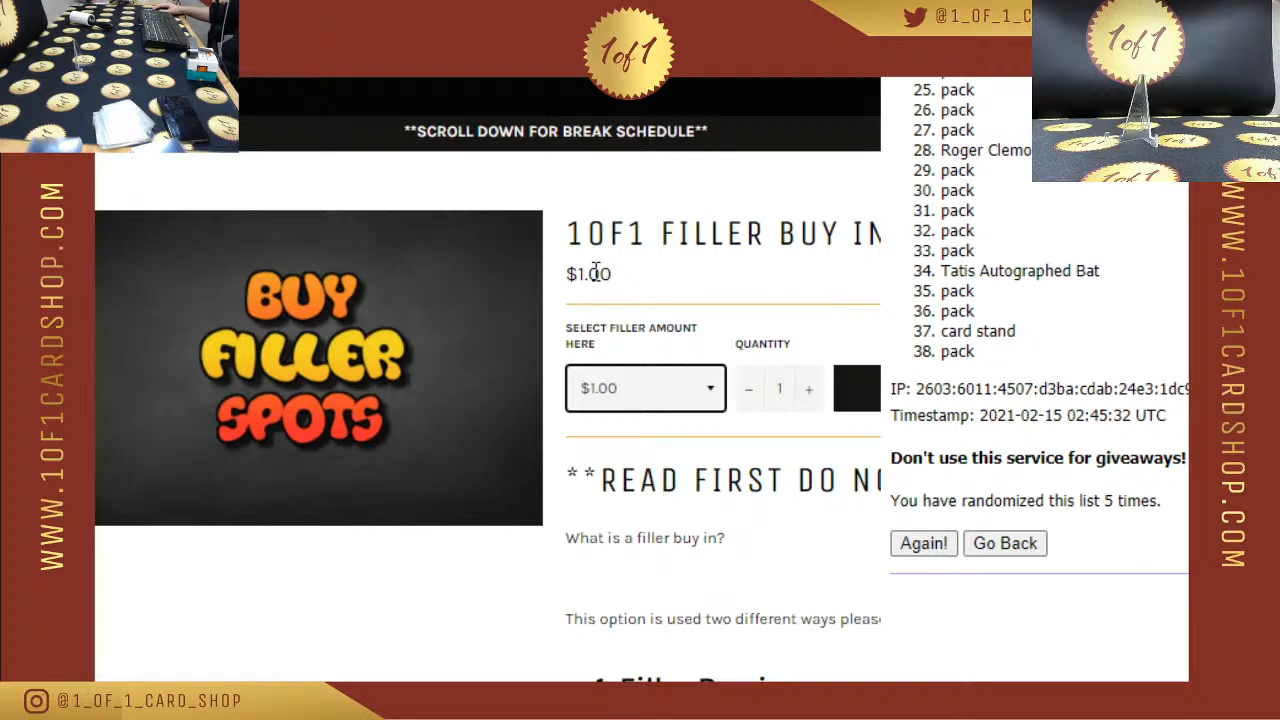 1of1
@1_OF_1_C
1of1
**SCROLL DOWN FOR BREAK SCHEDULE**
WWW.1OF1CARDSHOP.COM
BUY
FILLER
SPOTS
1OF1 FILLER BUY IN
$1.00
SELECT FILLER AMOUNT
HERE
QUANTITY
$1.00
− 1 +
**READ FIRST DO NO
What is a filler buy in?
This option is used two different ways please
25. pack
26. pack
27. pack
28. Roger Clemo
29. pack
30. pack
31. pack
32. pack
33. pack
34. Tatis Autographed Bat
35. pack
36. pack
37. card stand
38. pack
IP: 2603:6011:4507:d3ba:cdab:24e3:1dc9
Timestamp: 2021-02-15 02:45:32 UTC
Don't use this service for giveaways!
You have randomized this list 5 times.
Again! Go Back
WWW.1OF1CARDSHOP.COM
@1_OF_1_CARD_SHOP